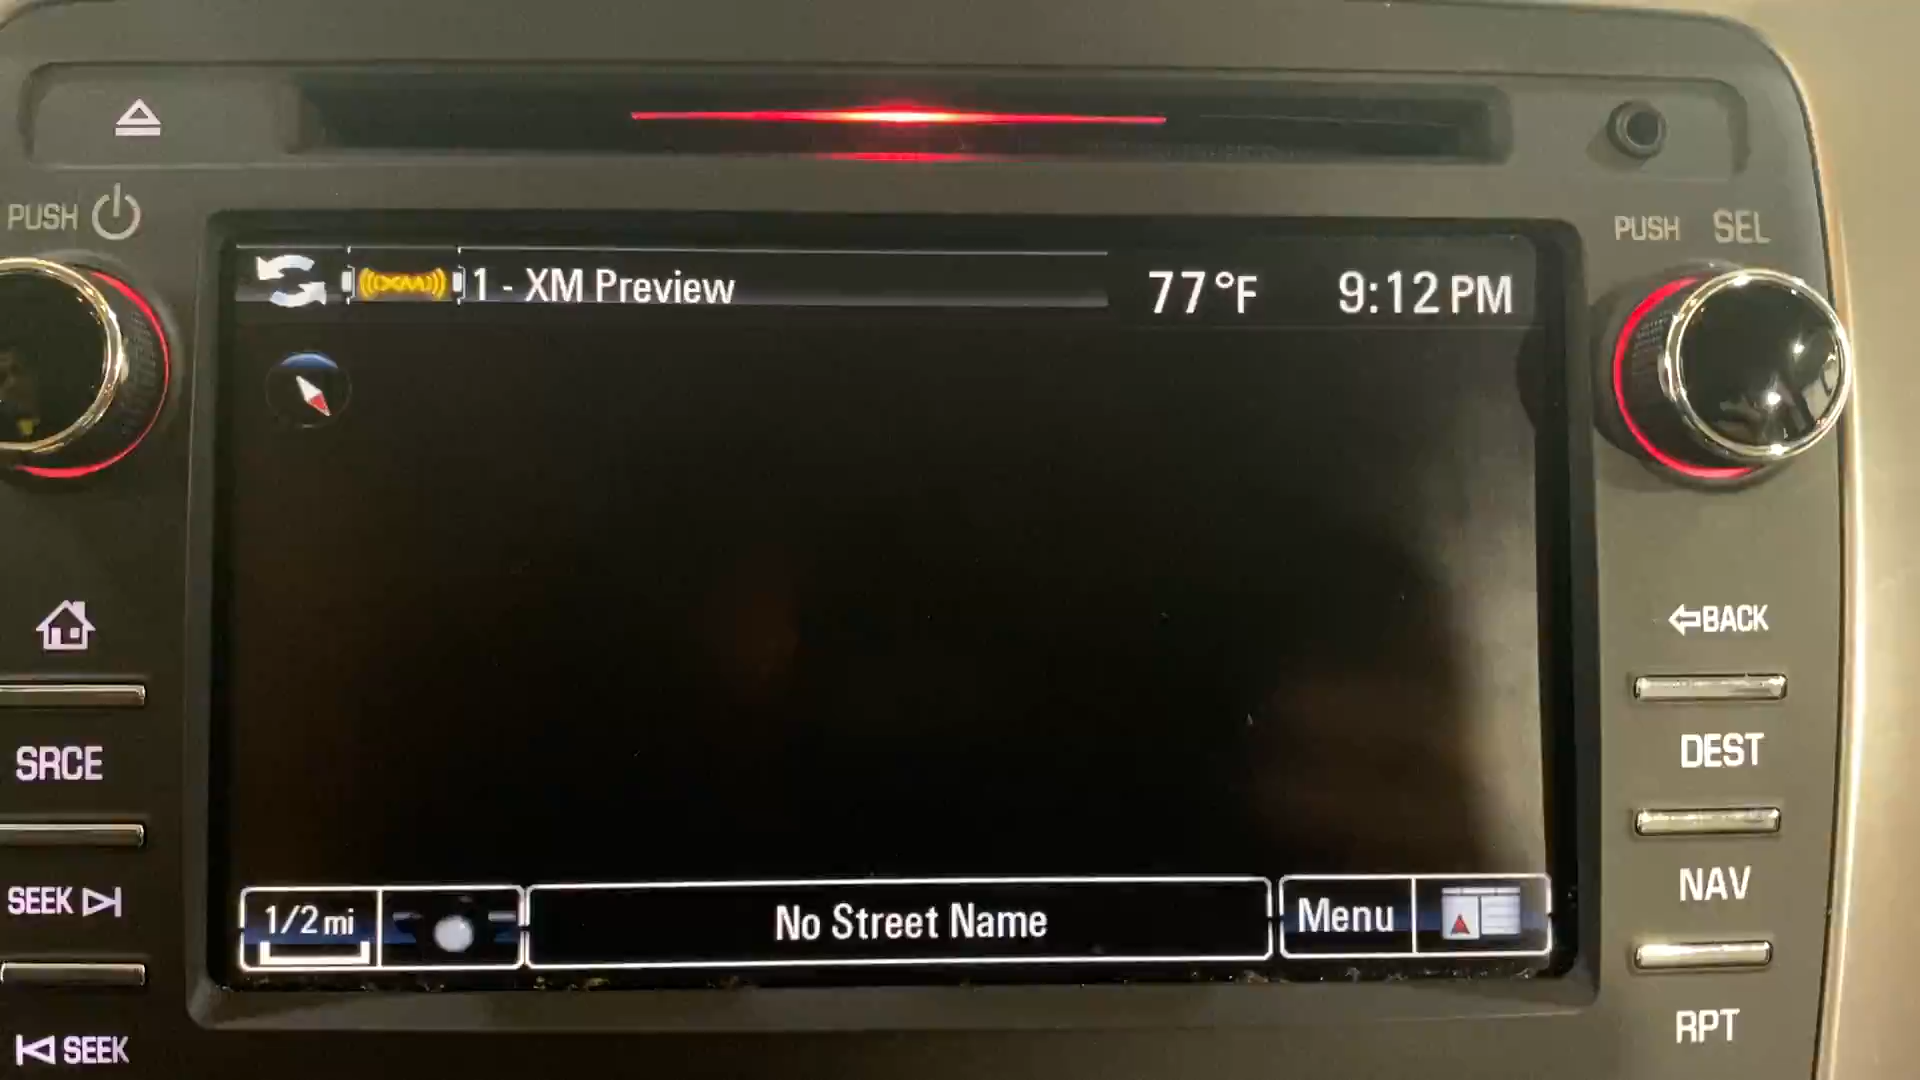 PUSH
PUSH SEL
XM 1 - XM Preview
77°F 9:12 PM
BACK
SRCE
DEST
SEEK
NAV
1/2 mi
No Street Name
Menu
SEEK
RPT